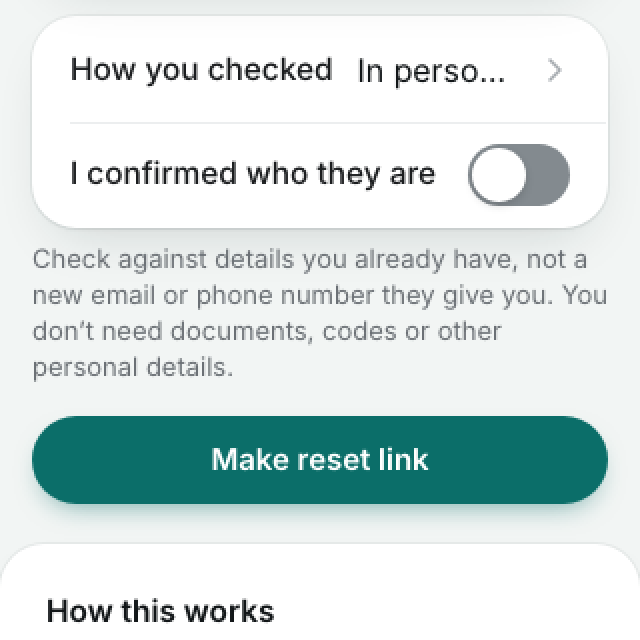 How you checked In perso...
I confirmed who they are
Check against details you already have, not a
new email or phone number they give you. You
don’t need documents, codes or other
personal details.
Make reset link
How this works